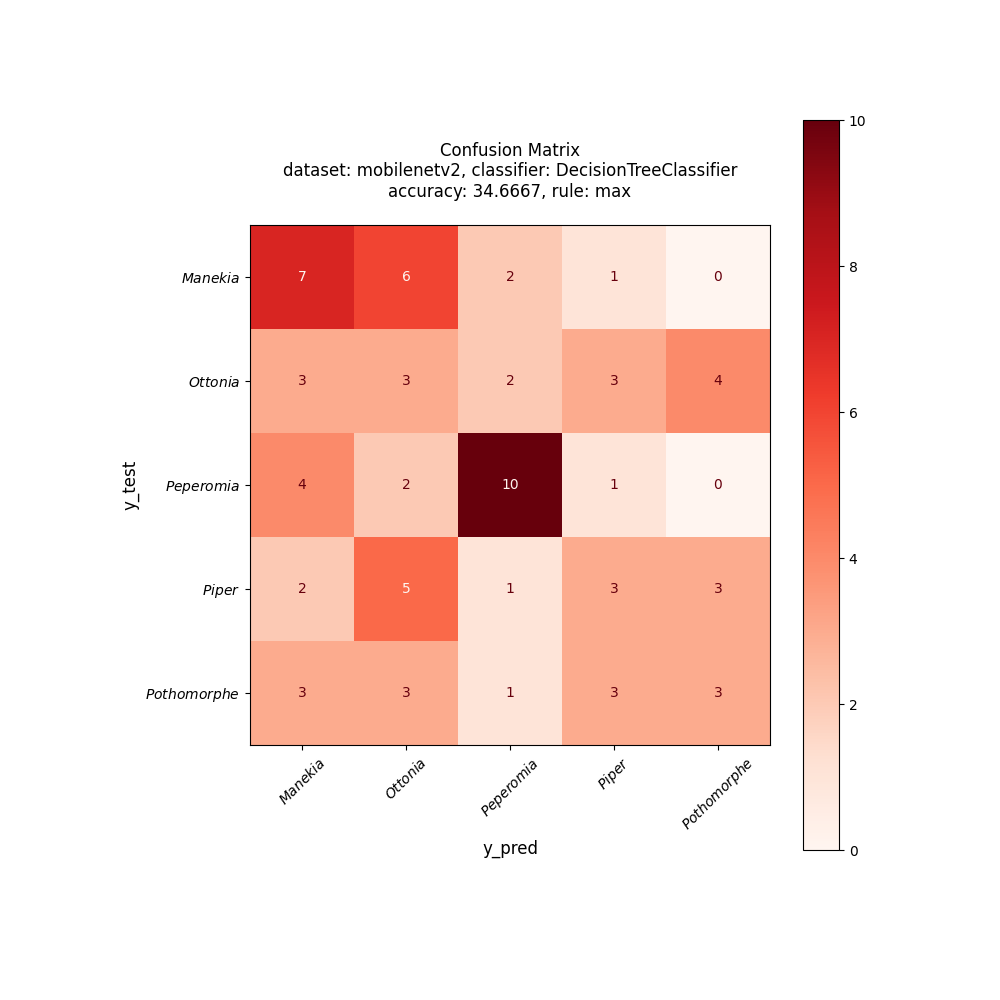 Confusion Matrix
dataset: mobilenetv2, classifier: DecisionTreeClassifier
accuracy: 34.6667, rule: max
10
8
6
4
2
0
y_test
Manekia 7 6 2 1 0
Ottonia 3 3 2 3 4
Peperomia 4 2 10 1 0
Piper 2 5 1 3 3
Pothomorphe 3 3 1 3 3
Manekia Ottonia Peperomia Piper Pothomorphe
y_pred